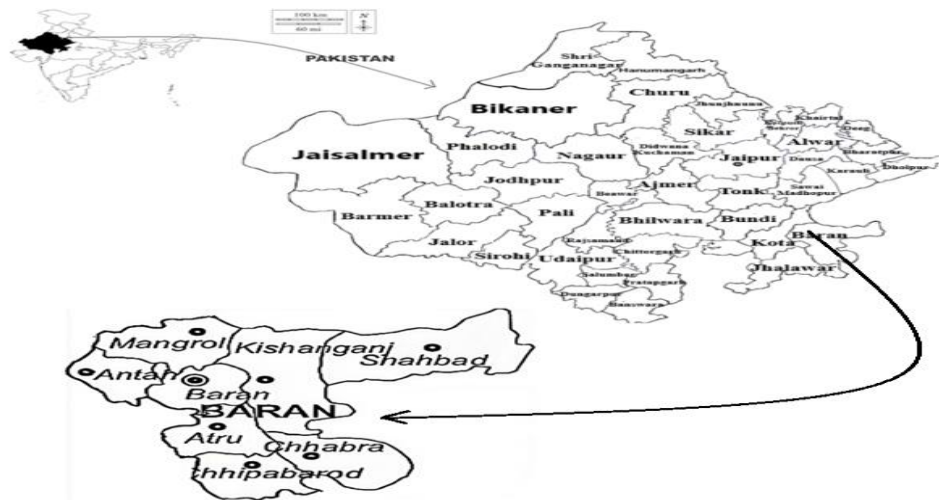 100 km
60 mi
N
PAKISTAN
Shri
Ganganagar
Hanumangarh
Bikaner
Churu
Jhunjhunu
Sikar
Khairtal
Deeg
Alwar
Bharatpur
Dholpur
Jaisalmer
Phalodi
Nagaur
Didwana
Kuchaman
Jaipur
Dausa
Karauli
Jodhpur
Ajmer
Beawar
Tonk
Sawai
Madhopur
Barmer
Balotra
Pali
Bhilwara
Bundi
Baran
Kota
Jalor
Sirohi
Rajsamand
Udaipur
Chittorgarh
Jhalawar
Salumbar
Pratapgarh
Dungarpur
Banswara
Mangrol
Kishanganj
Shahbad
Antah
Baran
BARAN
Atru
Chhabra
Chhipabarod